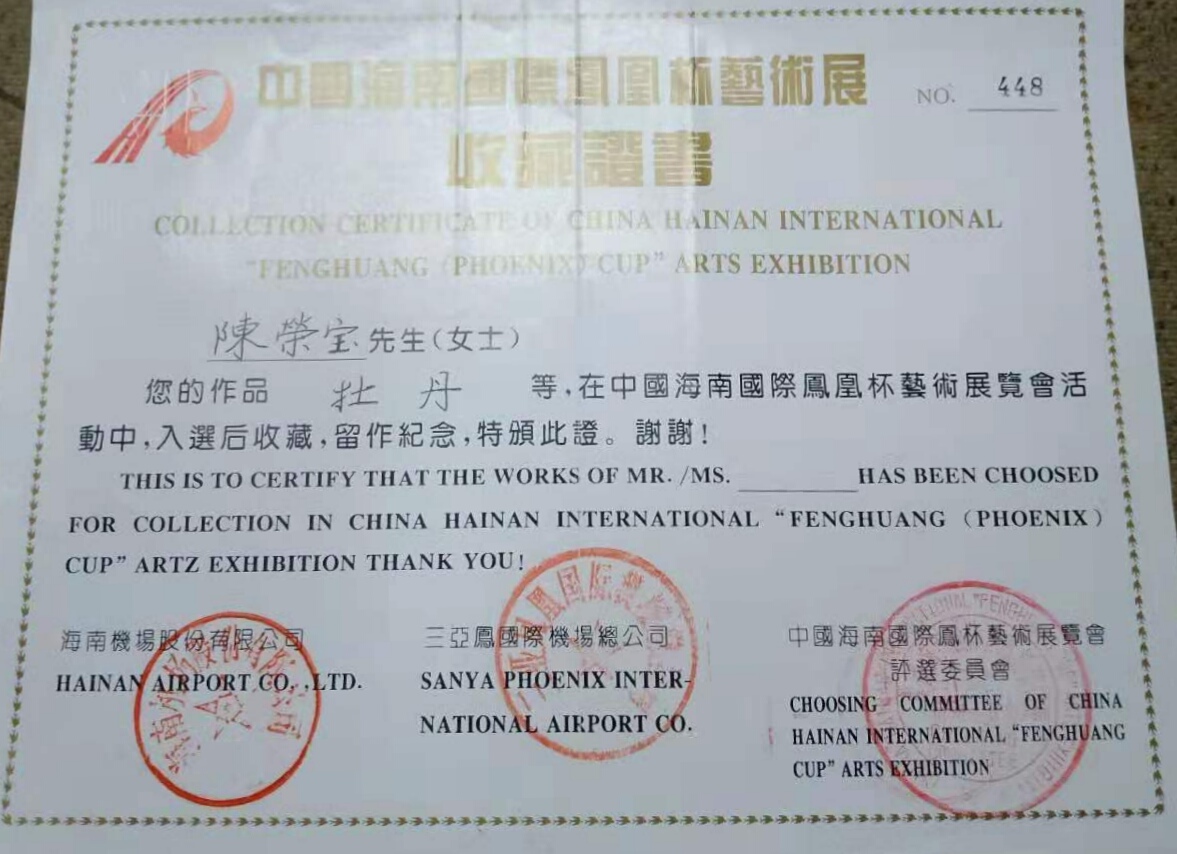 中國海南國際鳳凰杯藝術展
NO. 448
收藏證書
COLLECTION CERTIFICATE OF CHINA HAINAN INTERNATIONAL
“FENGHUANG (PHOENIX) CUP” ARTS EXHIBITION
陳榮宝先生(女士)
您的作品 牡丹 等,在中國海南國際鳳凰杯藝術展覽會活
動中,入選后收藏,留作紀念,特頒此證。謝謝!
THIS IS TO CERTIFY THAT THE WORKS OF MR. /MS. HAS BEEN CHOOSED
FOR COLLECTION IN CHINA HAINAN INTERNATIONAL “FENGHUANG (PHOENIX)
CUP” ARTZ EXHIBITION THANK YOU!
海南機場股份有限公司
HAINAN AIRPORT CO. ,LTD.
三亞鳳國際機場總公司
SANYA PHOENIX INTER-
NATIONAL AIRPORT CO.
中國海南國際鳳杯藝術展覽會
評選委員會
CHOOSING COMMITTEE OF CHINA
HAINAN INTERNATIONAL “FENGHUANG
CUP” ARTS EXHIBITION